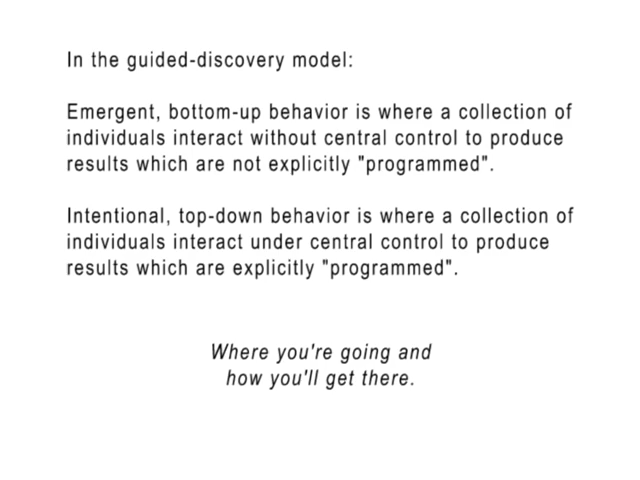 In the guided-discovery model:
Emergent, bottom-up behavior is where a collection of
individuals interact without central control to produce
results which are not explicitly "programmed".
Intentional, top-down behavior is where a collection of
individuals interact under central control to produce
results which are explicitly "programmed".
Where you're going and
how you'll get there.